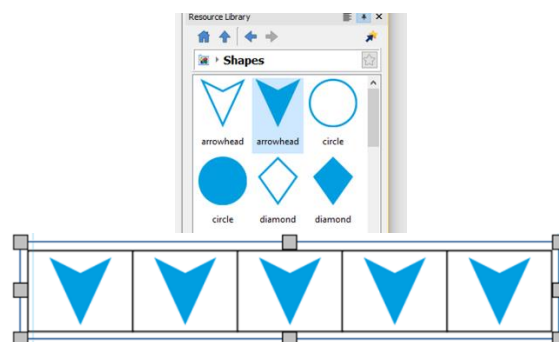 Resource Library
Shapes
arrowhead arrowhead circle
circle diamond diamond